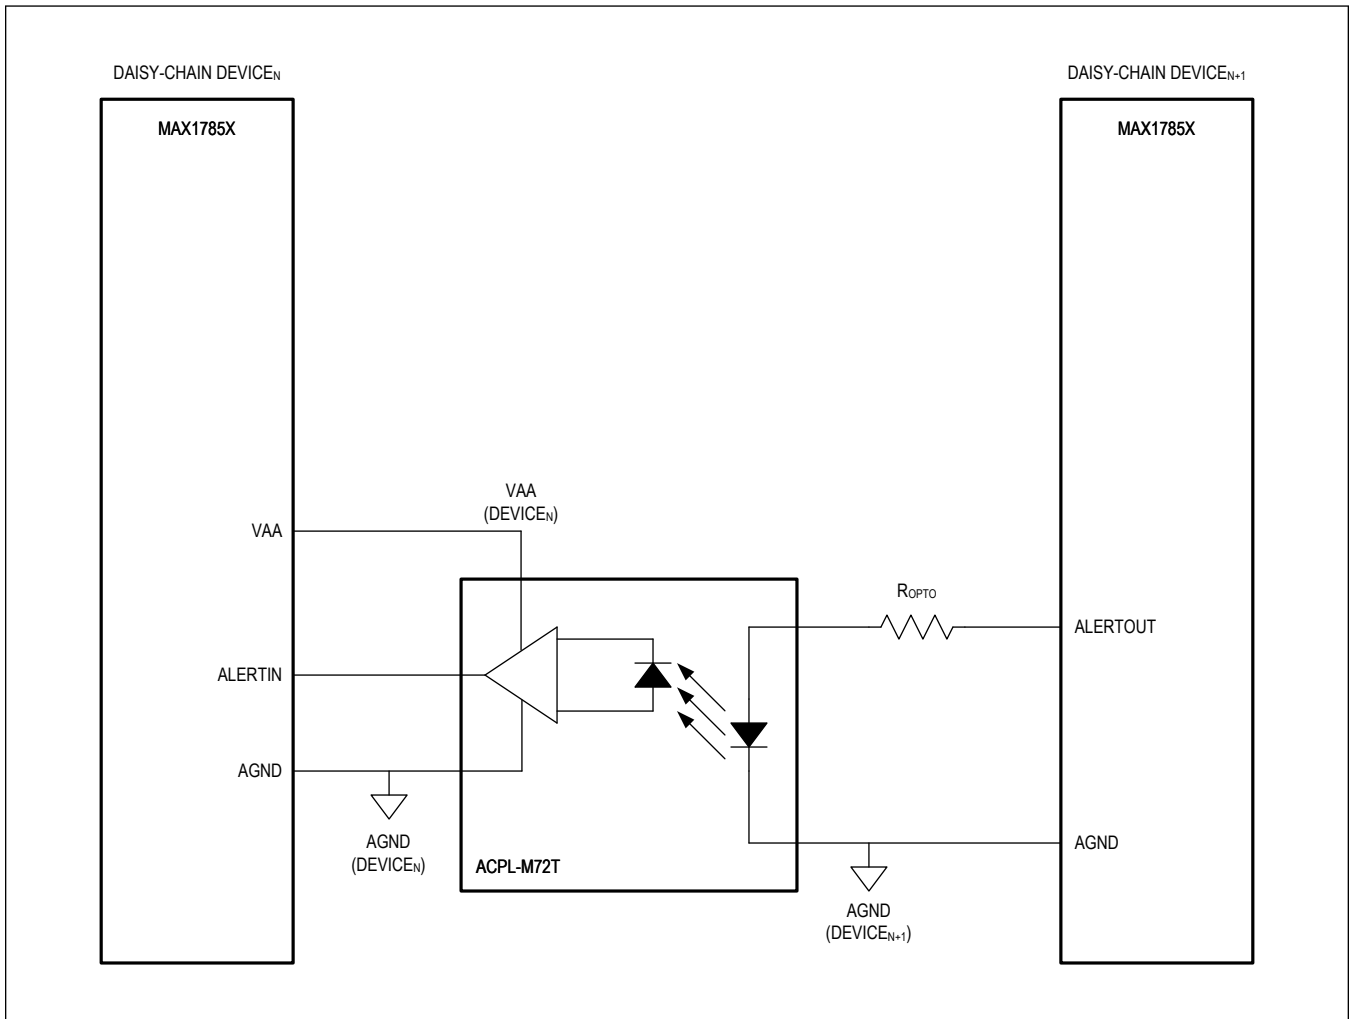 DAISY-CHAIN DEVICEN
DAISY-CHAIN DEVICEN+1
MAX1785X
MAX1785X
VAA
(DEVICEN)
VAA
ROPTO
ALERTOUT
ALERTIN
AGND
AGND
(DEVICEN)
ACPL-M72T
AGND
AGND
(DEVICEN+1)